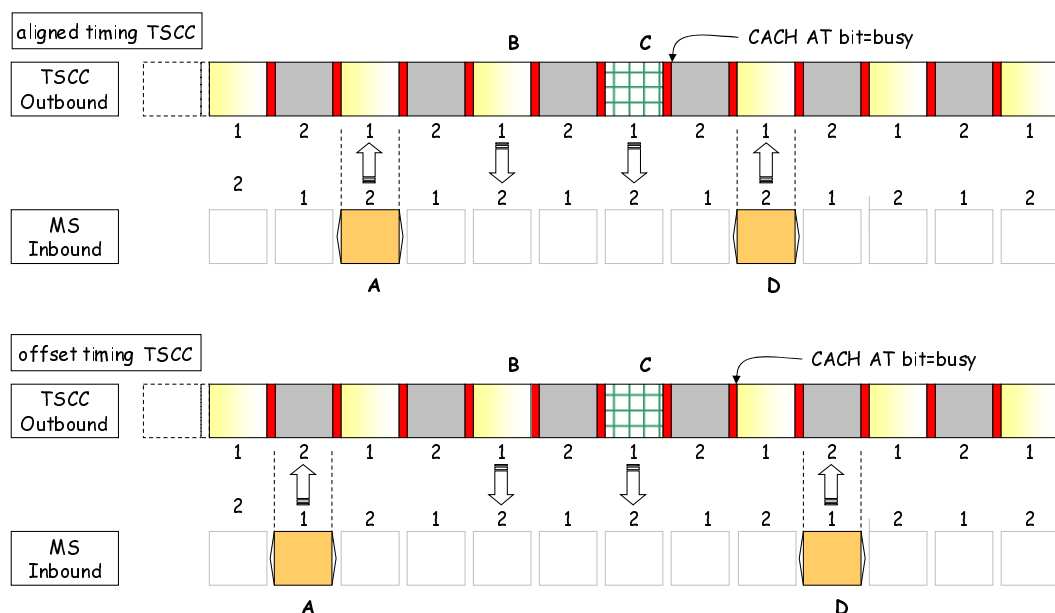 aligned timing TSCC
B C CACH AT bit=busy
TSCC
Outbound
1 2 1 2 1 2 1 2 1 2 1 2 1
2 1 2 1 2 1 2 1 2 1 2 1 2
MS
Inbound
A D
offset timing TSCC
B C CACH AT bit=busy
TSCC
Outbound
1 2 1 2 1 2 1 2 1 2 1 2 1
2 1 2 1 2 1 2 1 2 1 2 1 2
MS
Inbound
A D